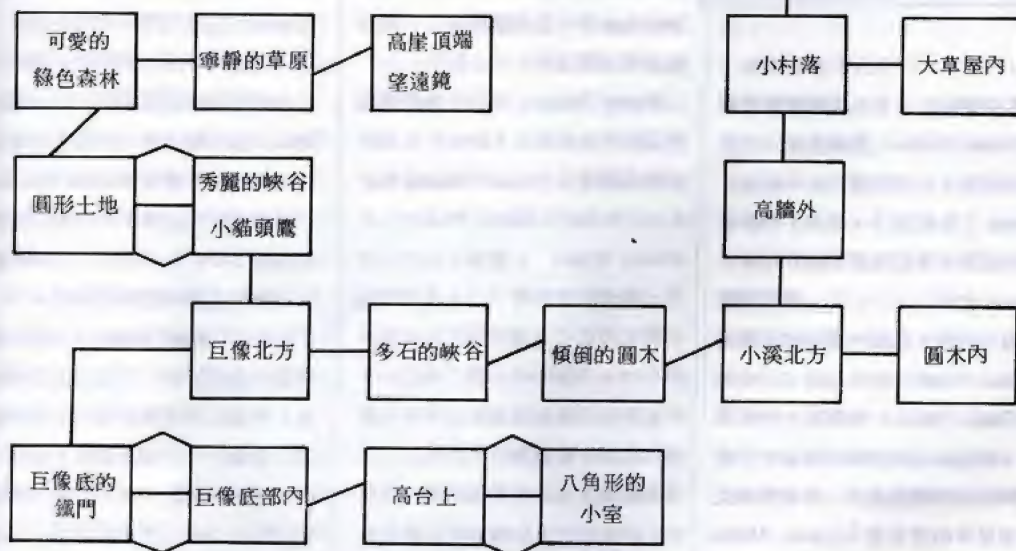 可愛的
綠色森林
寧靜的草原
高崖頂端
望遠鏡
小村落
大草屋內
圓形土地
秀麗的峽谷
小貓頭鷹
高牆外
巨像北方
多石的峽谷
傾倒的圓木
小溪北方
圓木內
巨像底的
鐵門
巨像底部內
高台上
八角形的
小室